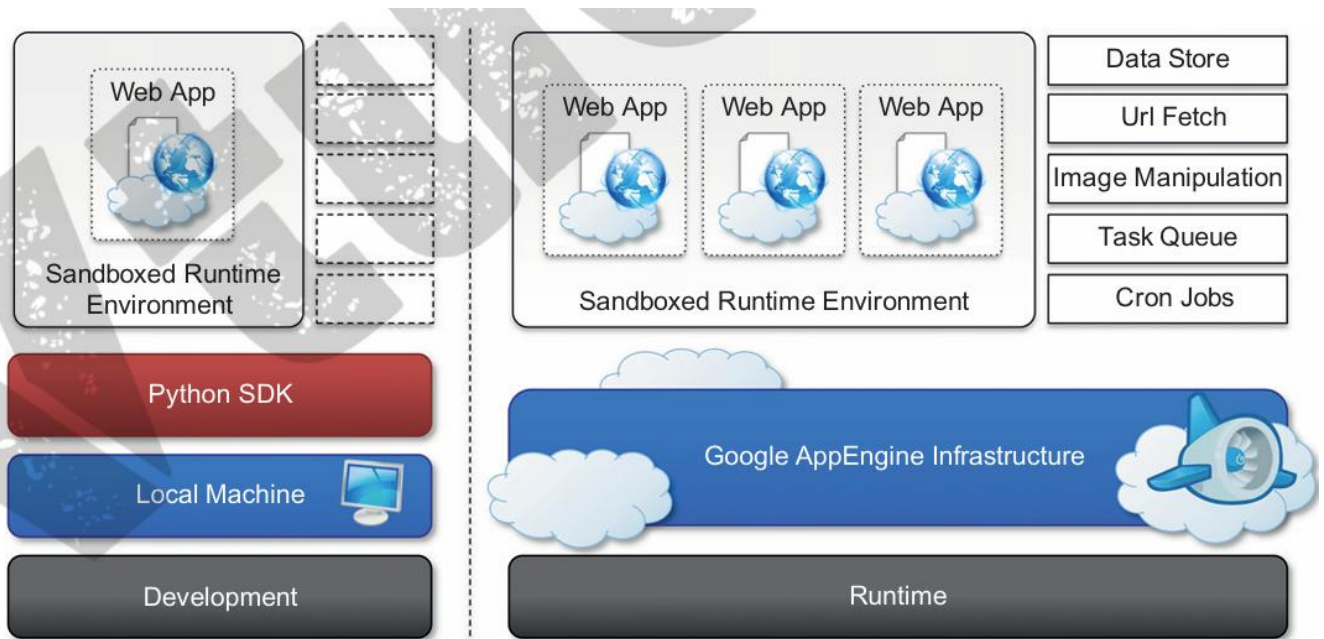 Web App
Sandboxed Runtime
Environment
Python SDK
Local Machine
Development
Web App
Web App
Web App
Sandboxed Runtime Environment
Data Store
Url Fetch
Image Manipulation
Task Queue
Cron Jobs
Google AppEngine Infrastructure
Runtime